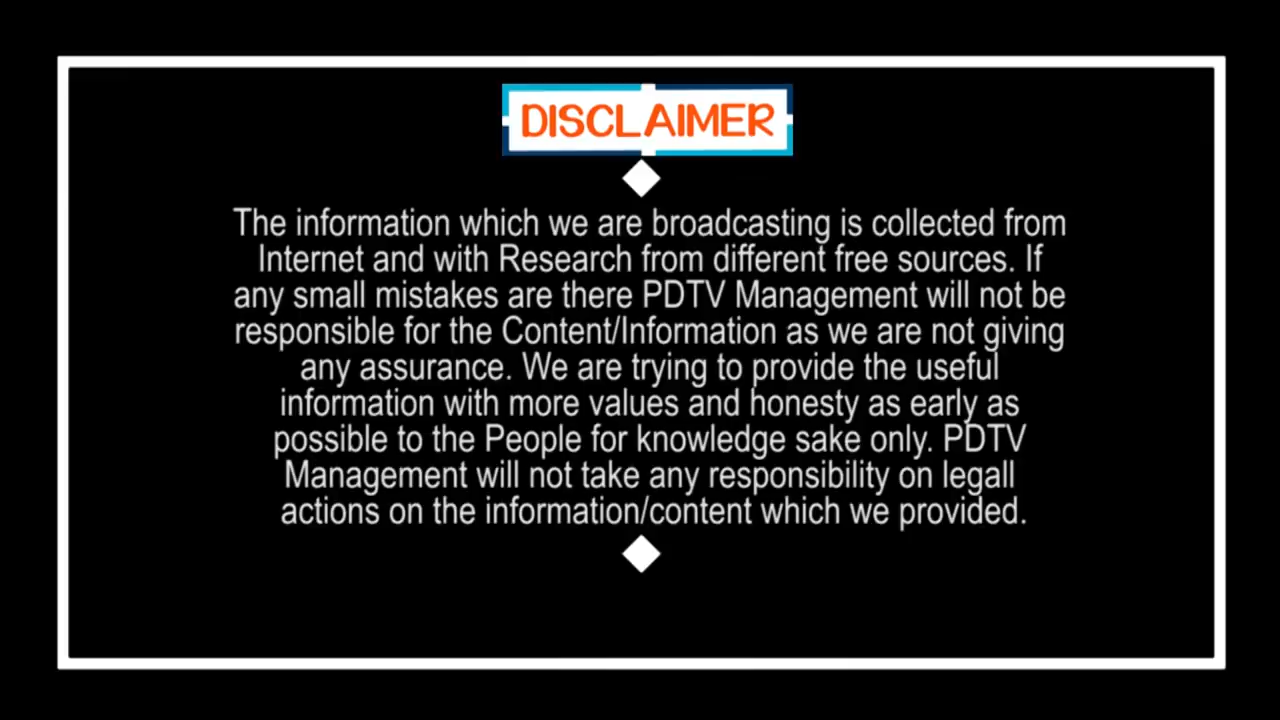 DISCLAIMER
The information which we are broadcasting is collected from
Internet and with Research from different free sources. If
any small mistakes are there PDTV Management will not be
responsible for the Content/Information as we are not giving
any assurance. We are trying to provide the useful
information with more values and honesty as early as
possible to the People for knowledge sake only. PDTV
Management will not take any responsibility on legall
actions on the information/content which we provided.